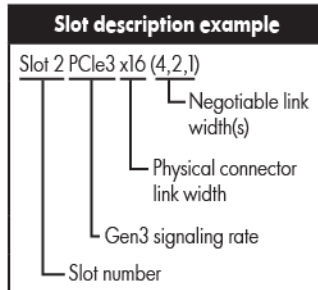 Slot description example
Slot 2 PCIe3 x16 (4,2,1)
Negotiable link
width(s)
Physical connector
link width
Gen3 signaling rate
Slot number